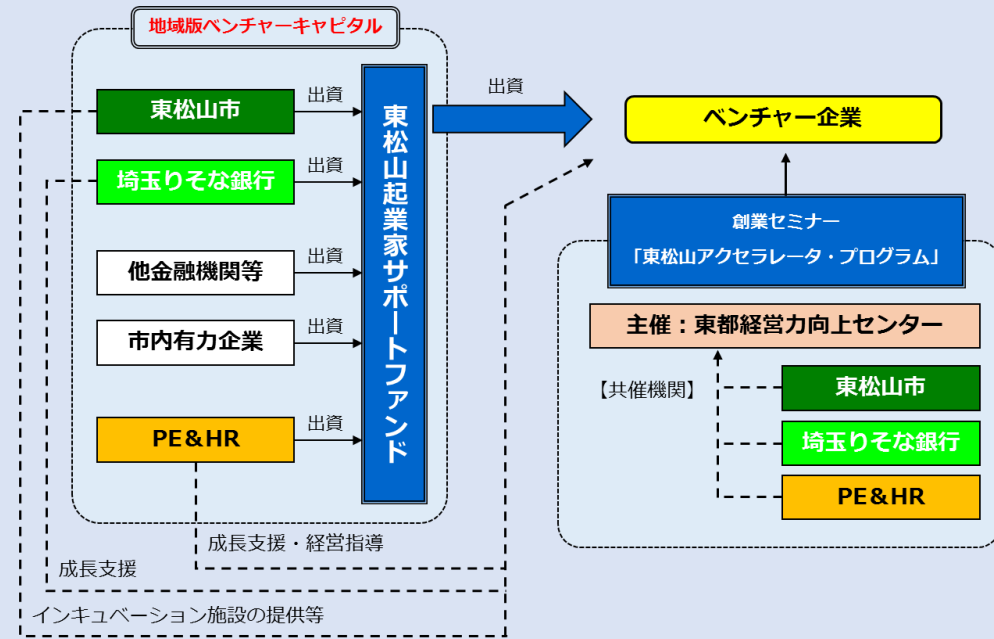 地域版ベンチャーキャピタル
東松山市
出資
埼玉りそな銀行
出資
他金融機関等
出資
市内有力企業
出資
PE&HR
出資
東松山起業家サポートファンド
出資
成長支援・経営指導
成長支援
インキュベーション施設の提供等
ベンチャー企業
創業セミナー
「東松山アクセラレータ・プログラム」
主催：東都経営力向上センター
【共催機関】
東松山市
埼玉りそな銀行
PE&HR